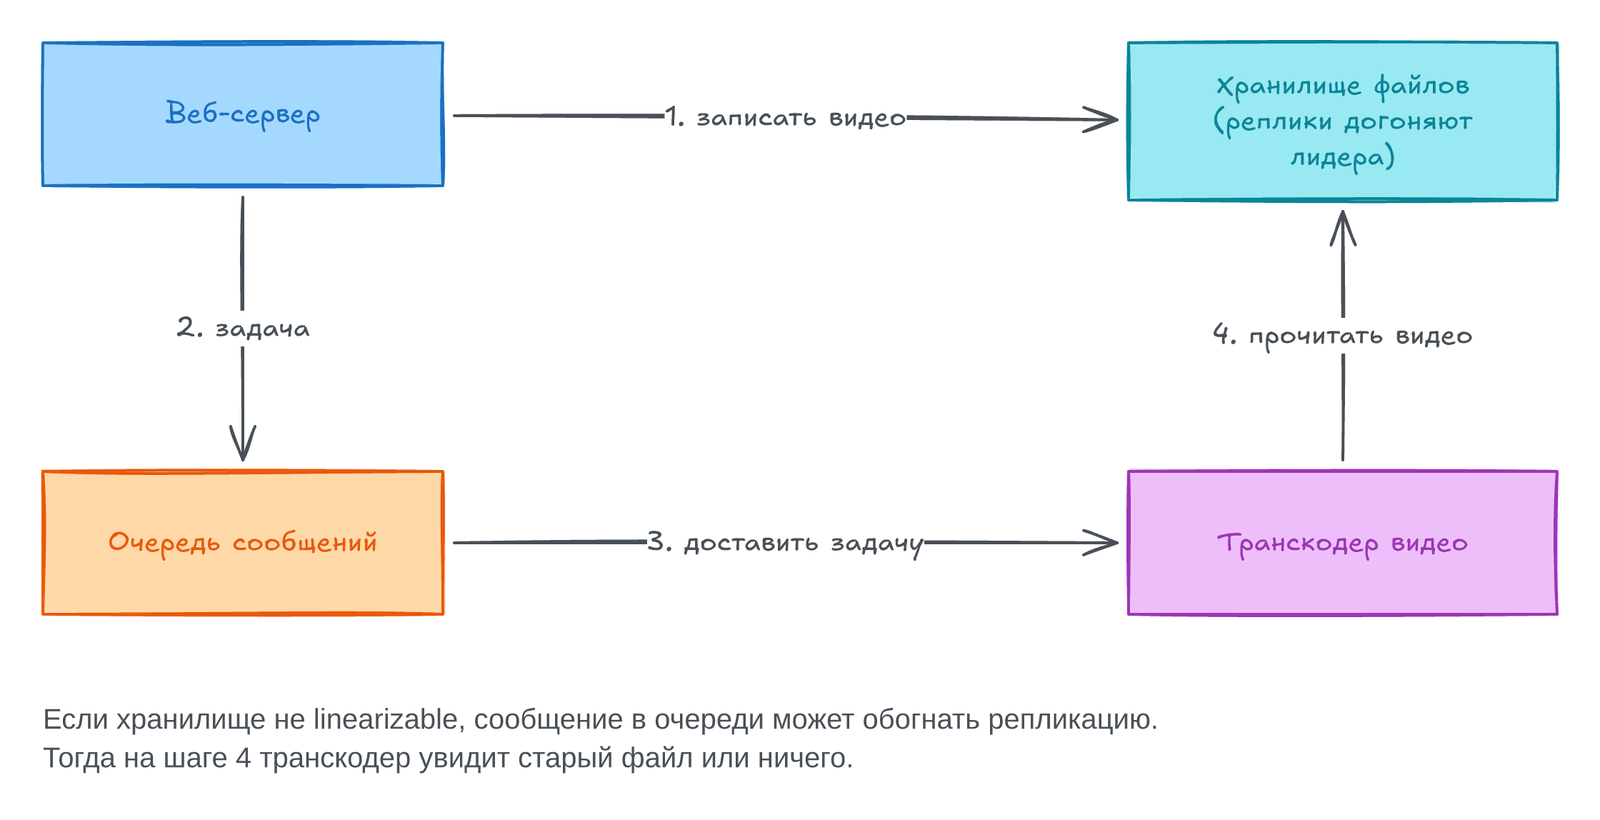 Веб-сервер
1. записать видео
Хранилище файлов
(реплики догоняют
лидера)
2. задача
4. прочитать видео
Очередь сообщений
3. доставить задачу
Транскодер видео
Если хранилище не linearizable, сообщение в очереди может обогнать репликацию.
Тогда на шаге 4 транскодер увидит старый файл или ничего.